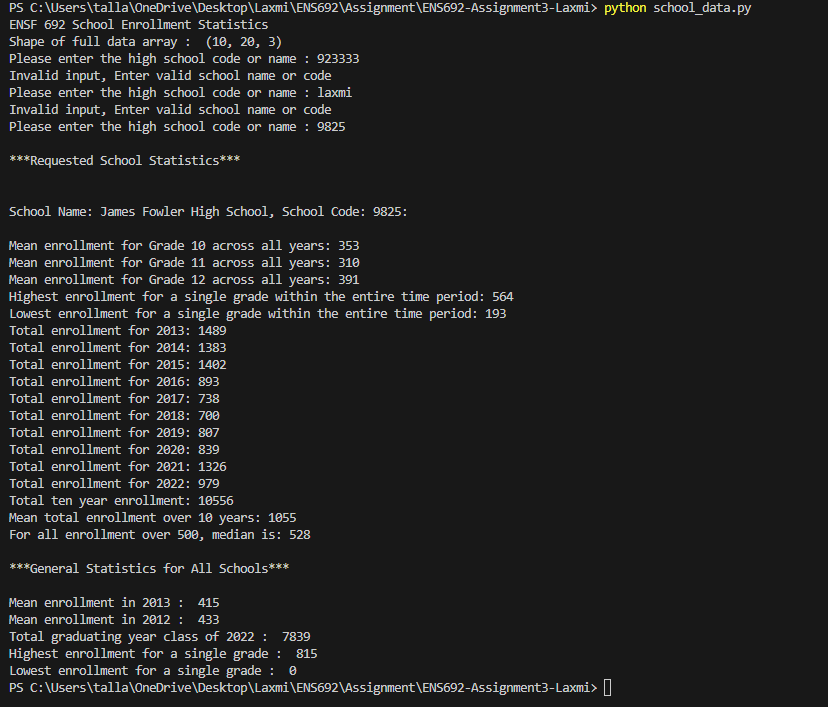 PS C:\Users\talla\OneDrive\Desktop\Laxmi\ENS692\Assignment\ENS692-Assignment3-Laxmi> python school_data.py
ENSF 692 School Enrollment Statistics
Shape of full data array :  (10, 20, 3)
Please enter the high school code or name : 923333
Invalid input, Enter valid school name or code
Please enter the high school code or name : laxmi
Invalid input, Enter valid school name or code
Please enter the high school code or name : 9825
***Requested School Statistics***
School Name: James Fowler High School, School Code: 9825:
Mean enrollment for Grade 10 across all years: 353
Mean enrollment for Grade 11 across all years: 310
Mean enrollment for Grade 12 across all years: 391
Highest enrollment for a single grade within the entire time period: 564
Lowest enrollment for a single grade within the entire time period: 193
Total enrollment for 2013: 1489
Total enrollment for 2014: 1383
Total enrollment for 2015: 1402
Total enrollment for 2016: 893
Total enrollment for 2017: 738
Total enrollment for 2018: 700
Total enrollment for 2019: 807
Total enrollment for 2020: 839
Total enrollment for 2021: 1326
Total enrollment for 2022: 979
Total ten year enrollment: 10556
Mean total enrollment over 10 years: 1055
For all enrollment over 500, median is: 528
***General Statistics for All Schools***
Mean enrollment in 2013 :  415
Mean enrollment in 2012 :  433
Total graduating year class of 2022 :  7839
Highest enrollment for a single grade :  815
Lowest enrollment for a single grade :  0
PS C:\Users\talla\OneDrive\Desktop\Laxmi\ENS692\Assignment\ENS692-Assignment3-Laxmi>